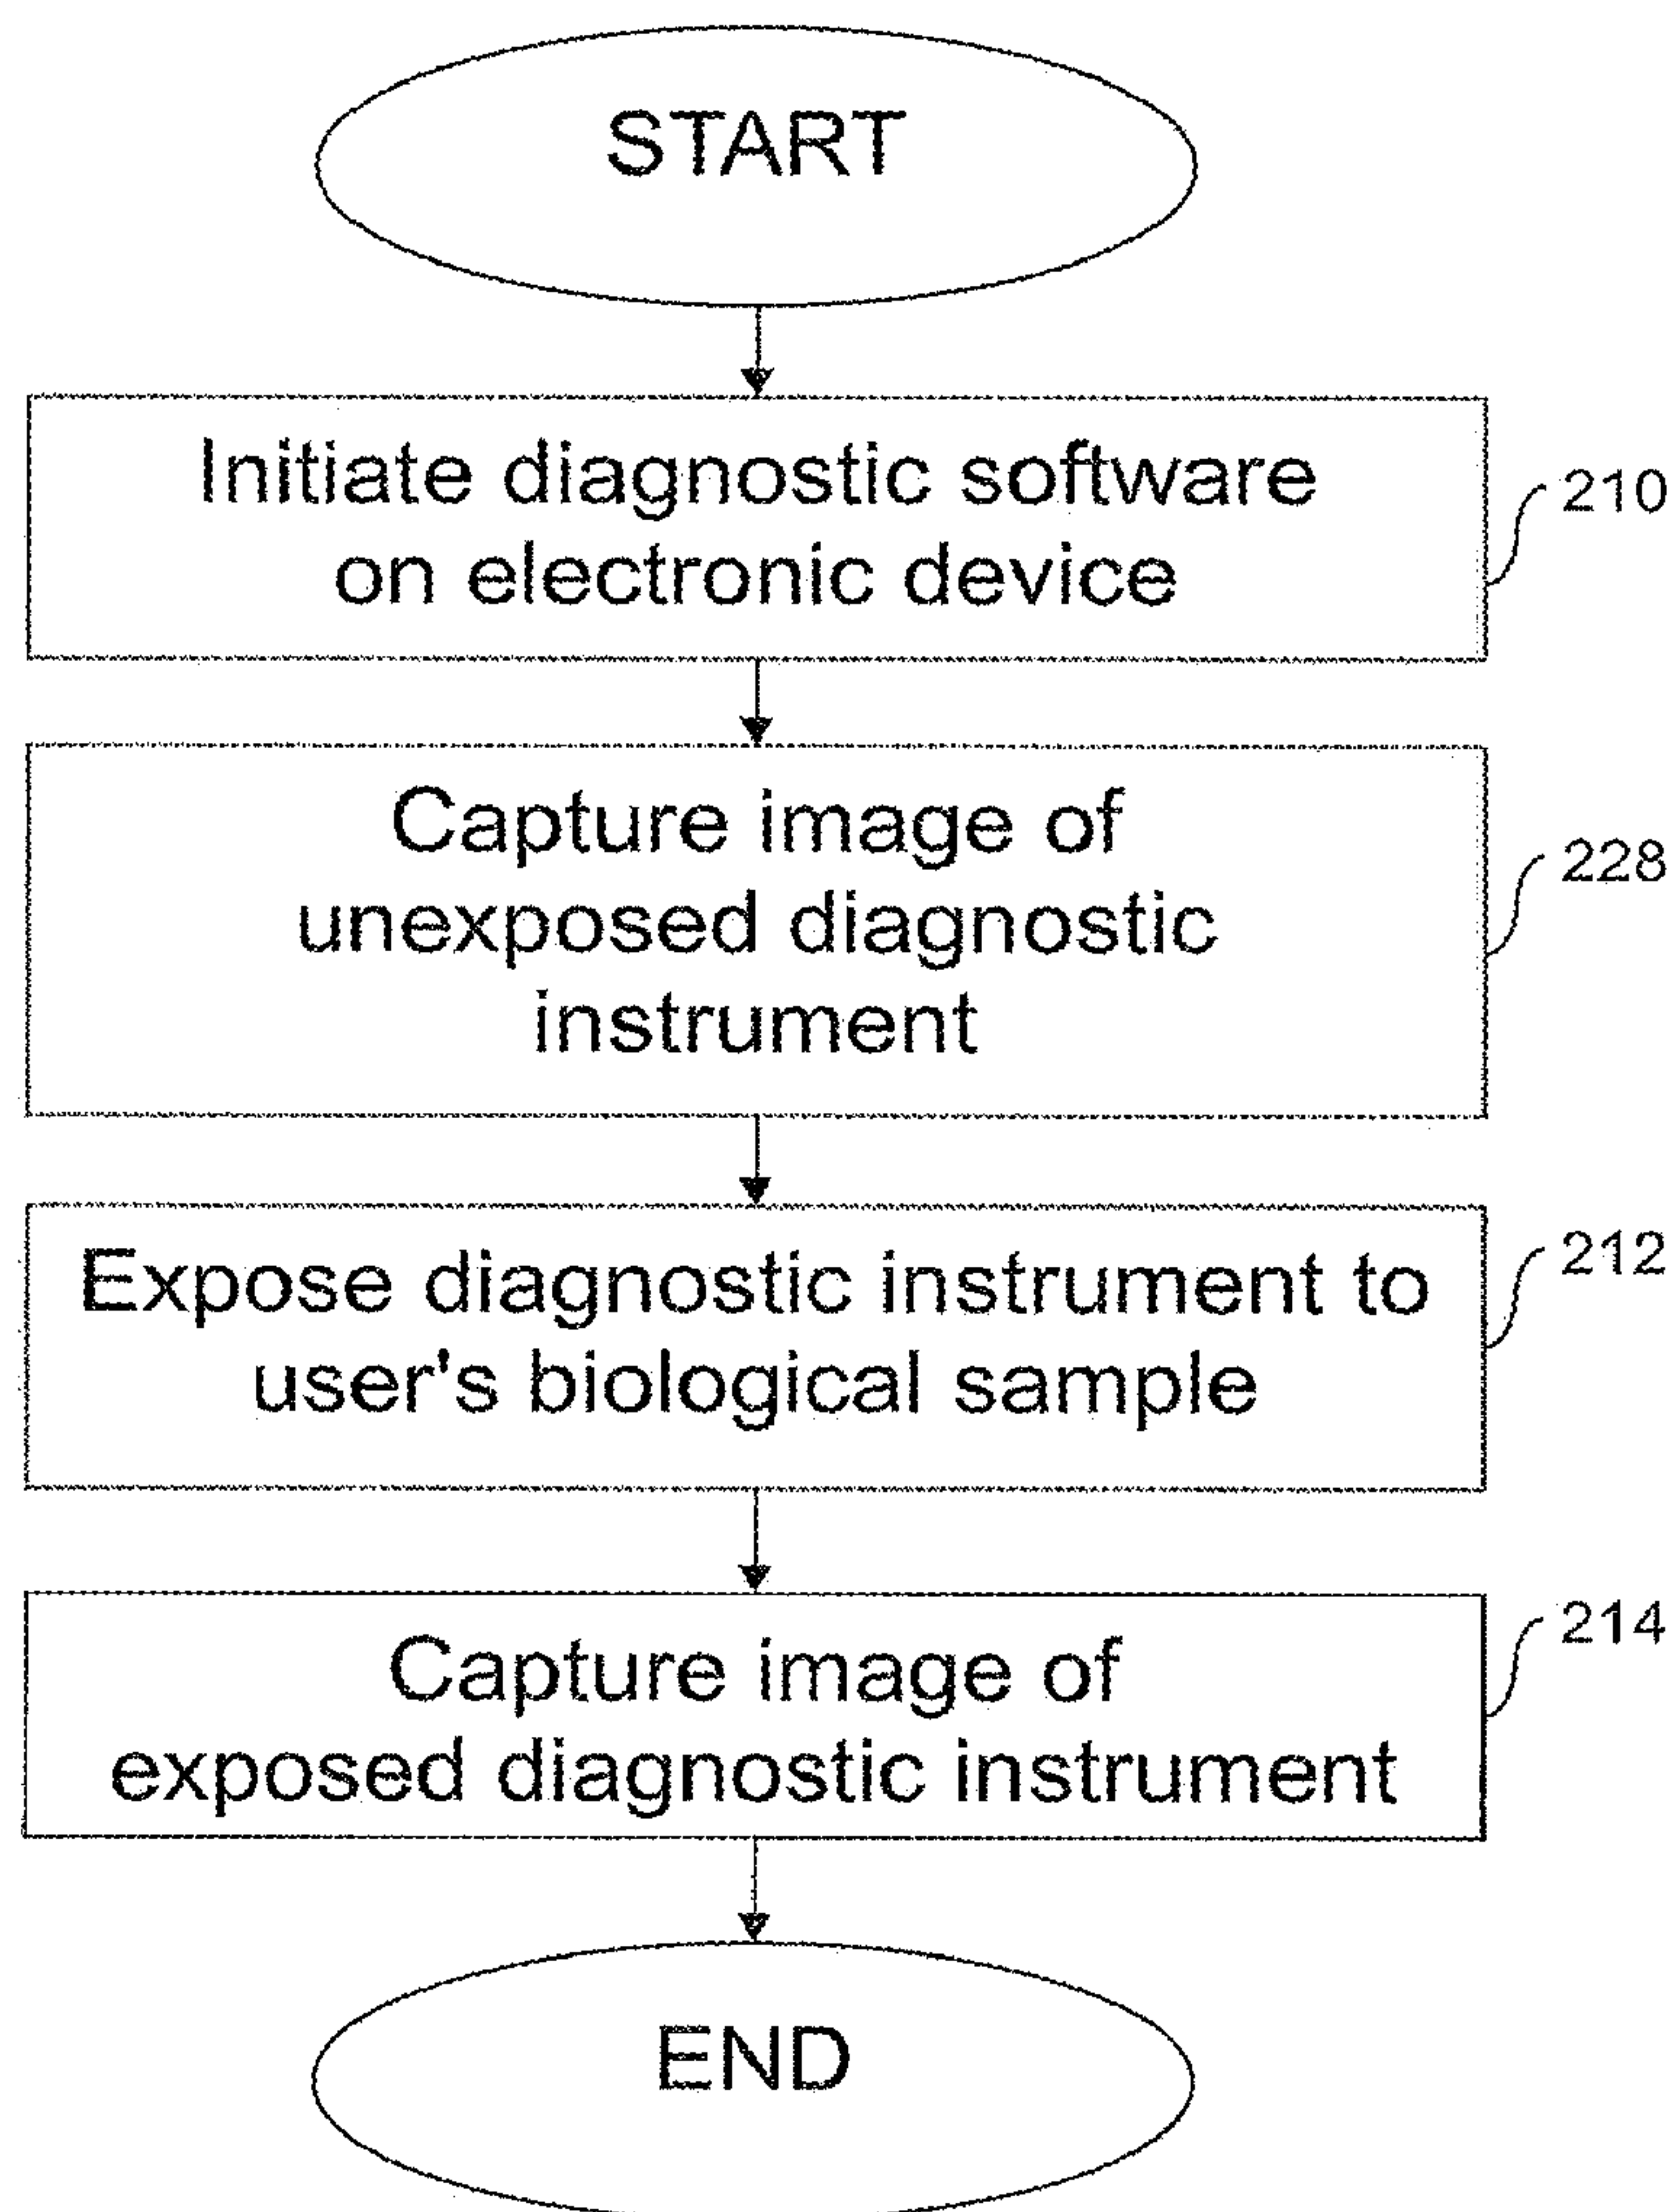 START
Initiate diagnostic software
on electronic device
210
Capture image of
unexposed diagnostic
instrument
228
Expose diagnostic instrument to
user's biological sample
212
Capture image of
exposed diagnostic instrument
214
END